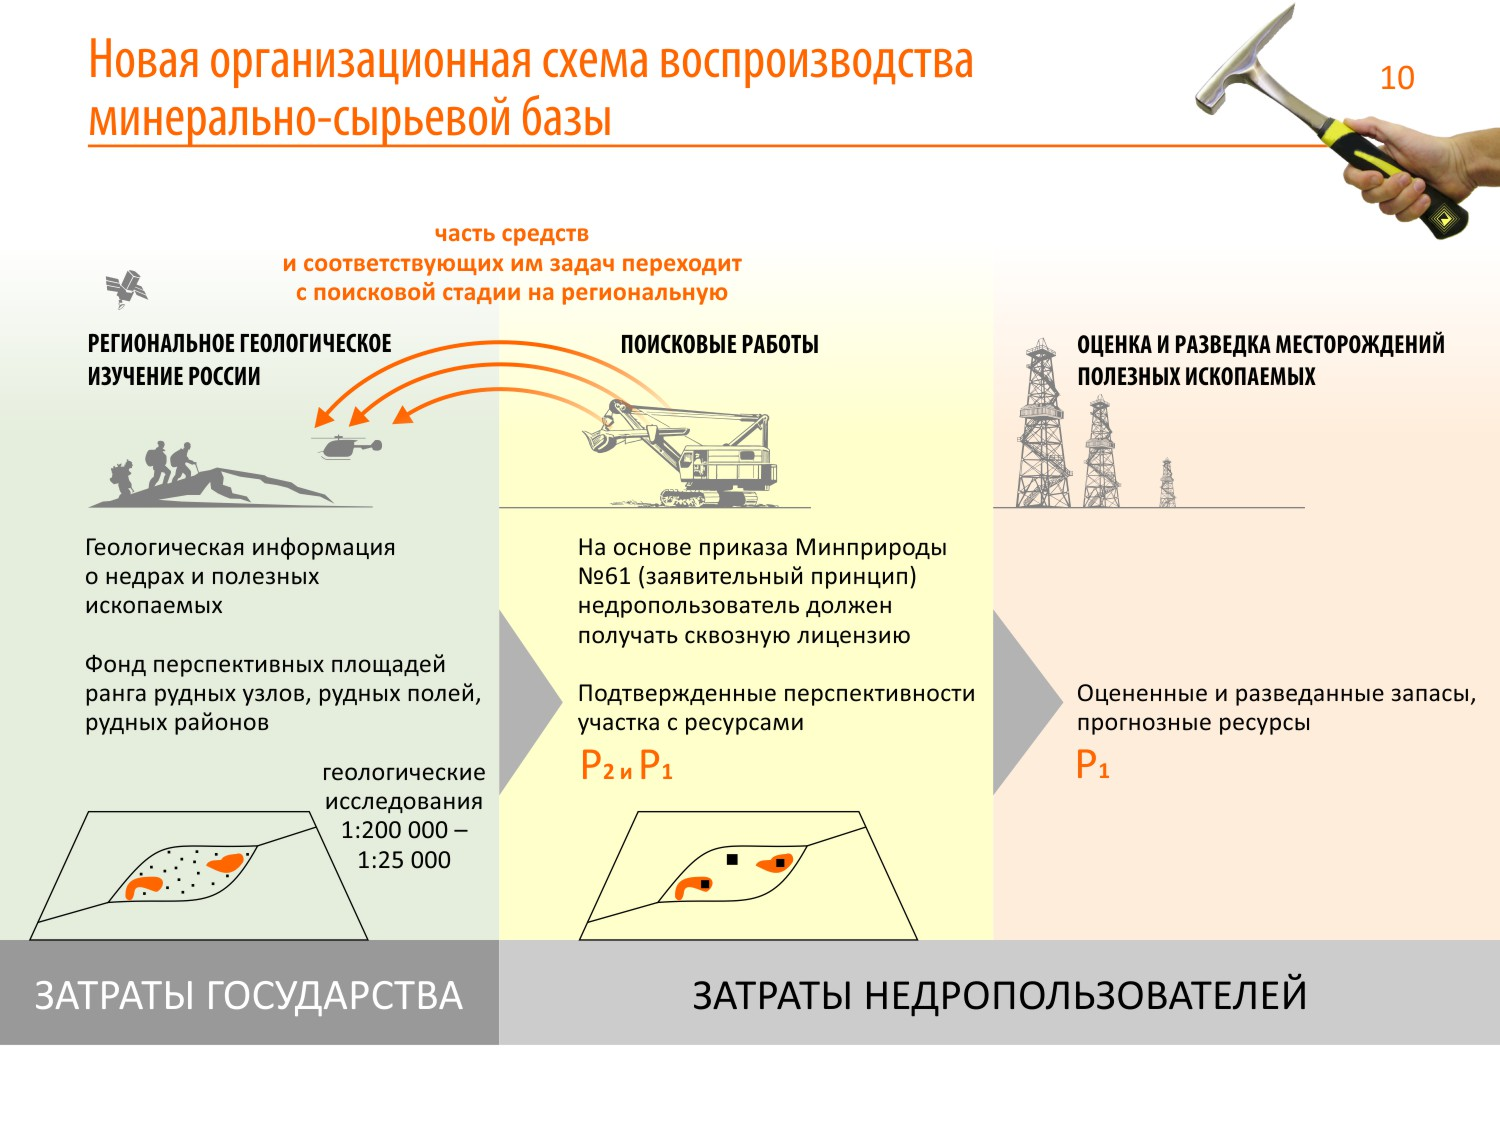 Новая организационная схема воспроизводства
минерально-сырьевой базы
10
часть средств
и соответствующих им задач переходит
с поисковой стадии на региональную
РЕГИОНАЛЬНОЕ ГЕОЛОГИЧЕСКОЕ
ИЗУЧЕНИЕ РОССИИ
Геологическая информация
о недрах и полезных
ископаемых
Фонд перспективных площадей
ранга рудных узлов, рудных полей,
рудных районов
геологические
исследования
1:200 000 –
1:25 000
ПОИСКОВЫЕ РАБОТЫ
На основе приказа Минприроды
№61 (заявительный принцип)
недропользователь должен
получать сквозную лицензию
Подтвержденные перспективности
участка с ресурсами
P2 и P1
ОЦЕНКА И РАЗВЕДКА МЕСТОРОЖДЕНИЙ
ПОЛЕЗНЫХ ИСКОПАЕМЫХ
Оцененные и разведанные запасы,
прогнозные ресурсы
P1
ЗАТРАТЫ ГОСУДАРСТВА
ЗАТРАТЫ НЕДРОПОЛЬЗОВАТЕЛЕЙ